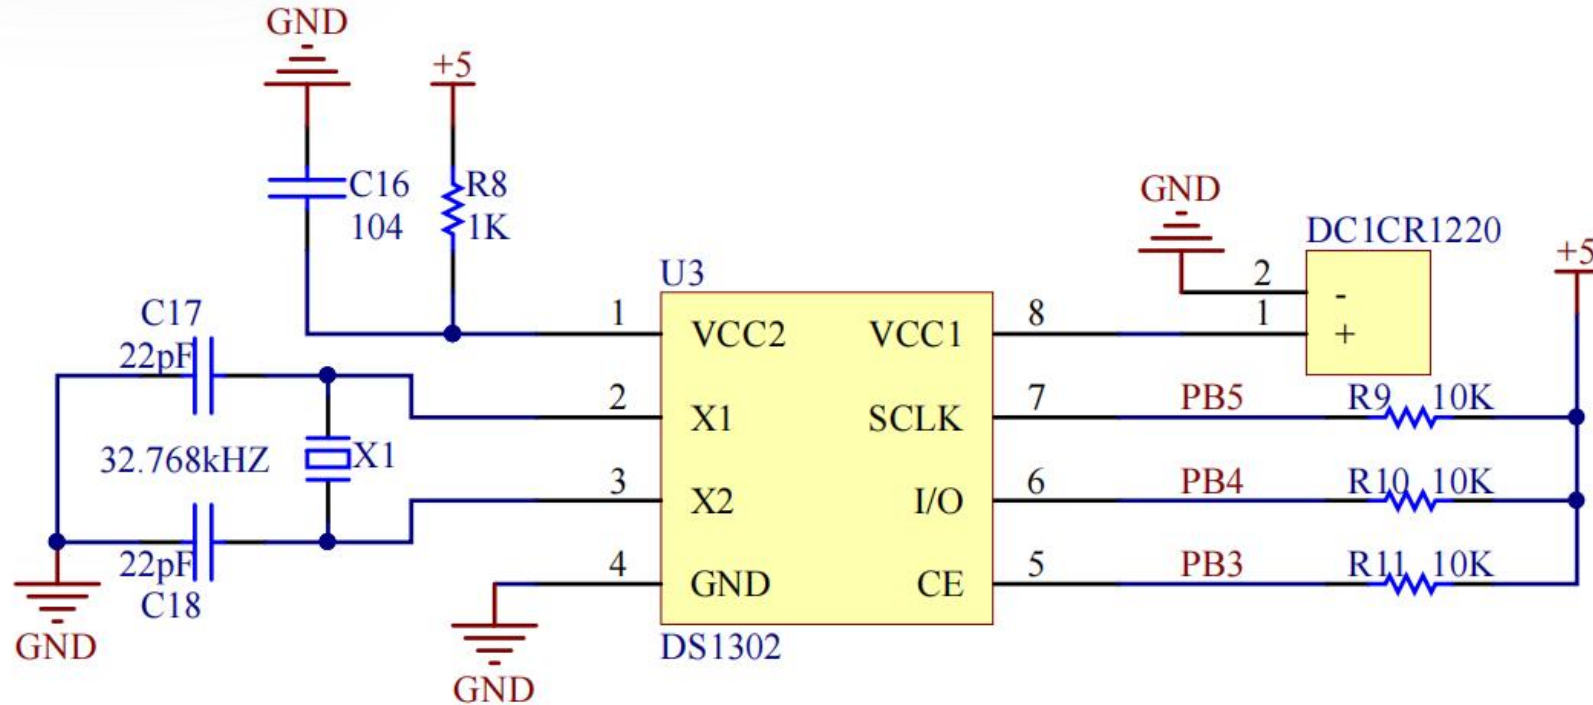 GND
+5
C16
104
R8
1K
GND
DC1CR1220
+5
2
-
1
+
U3
C17
22pF
1
VCC2
VCC1
8
2
X1
SCLK
7
PB5
R9
10K
32.768kHZ
X1
3
X2
I/O
6
PB4
R10
10K
22pF
C18
4
GND
CE
5
PB3
R11
10K
GND
GND
DS1302